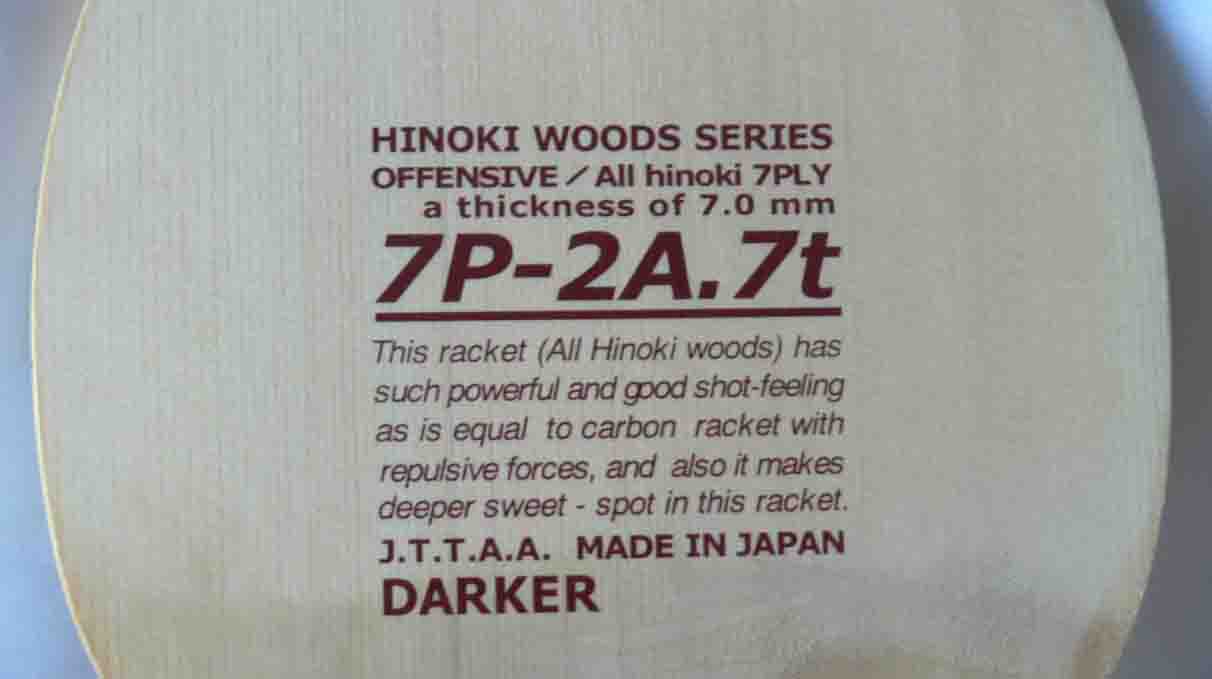 HINOKI WOODS SERIES
OFFENSIVE／All hinoki 7PLY
a thickness of 7.0 mm
7P-2A.7t
This racket (All Hinoki woods) has
such powerful and good shot-feeling
as is equal to carbon racket with
repulsive forces, and also it makes
deeper sweet - spot in this racket.
J.T.T.A.A. MADE IN JAPAN
DARKER